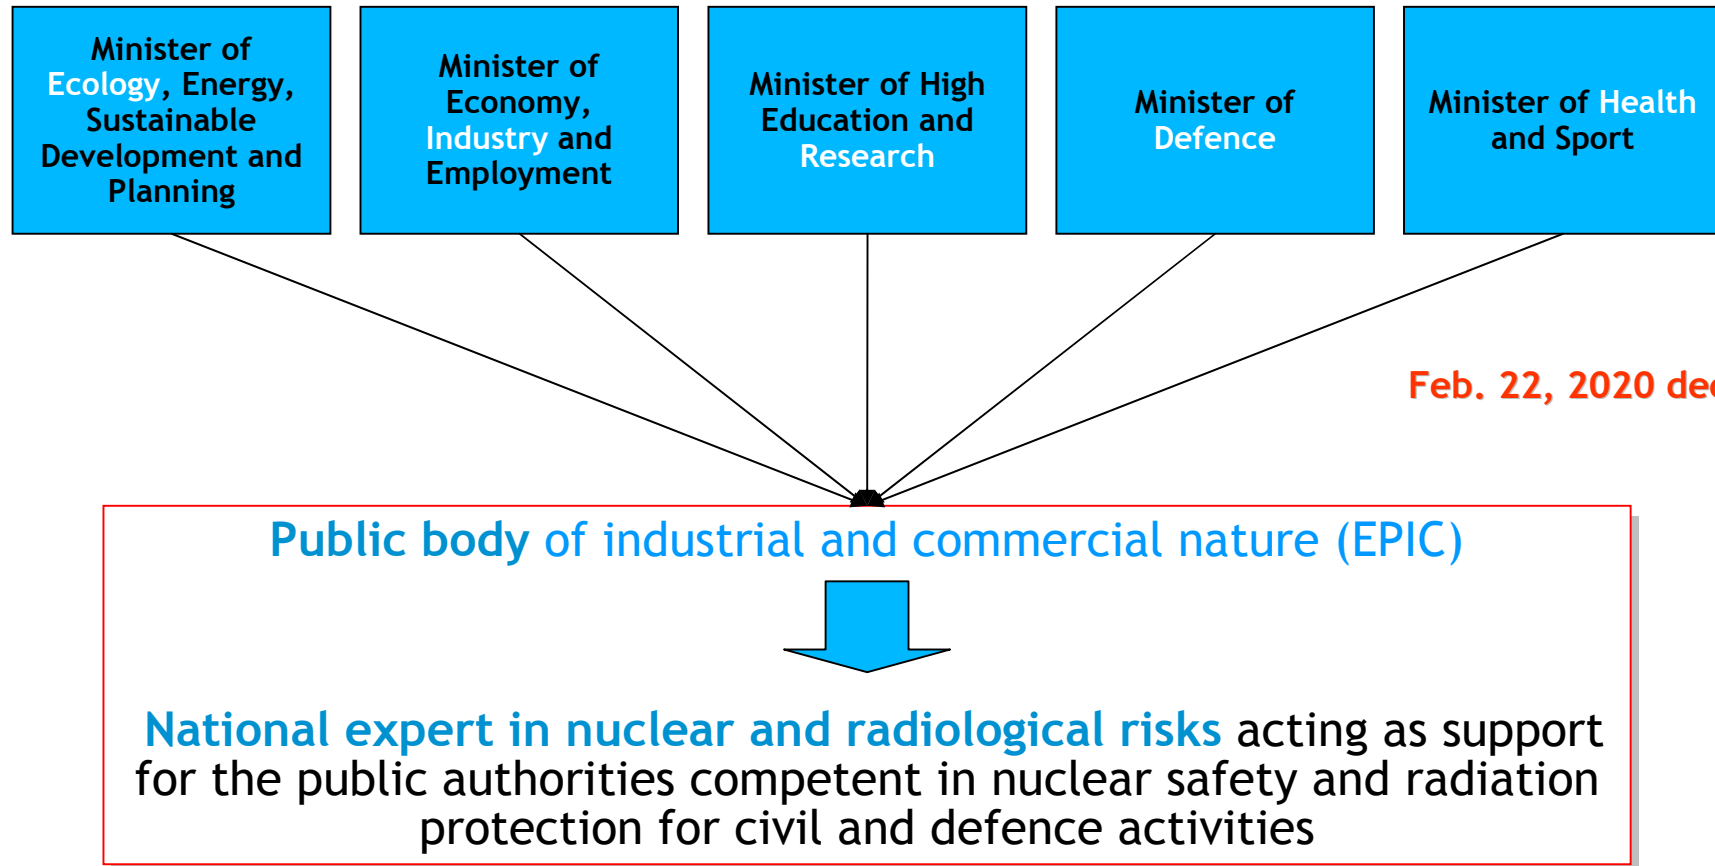 Minister of
Ecology, Energy,
Sustainable
Development and
Planning
Minister of
Economy,
Industry and
Employment
Minister of High
Education and
Research
Minister of
Defence
Minister of Health
and Sport
Feb. 22, 2020
Public body of industrial and commercial nature (EPIC)
National expert in nuclear and radiological risks acting as support
for the public authorities competent in nuclear safety and radiation
protection for civil and defence activities